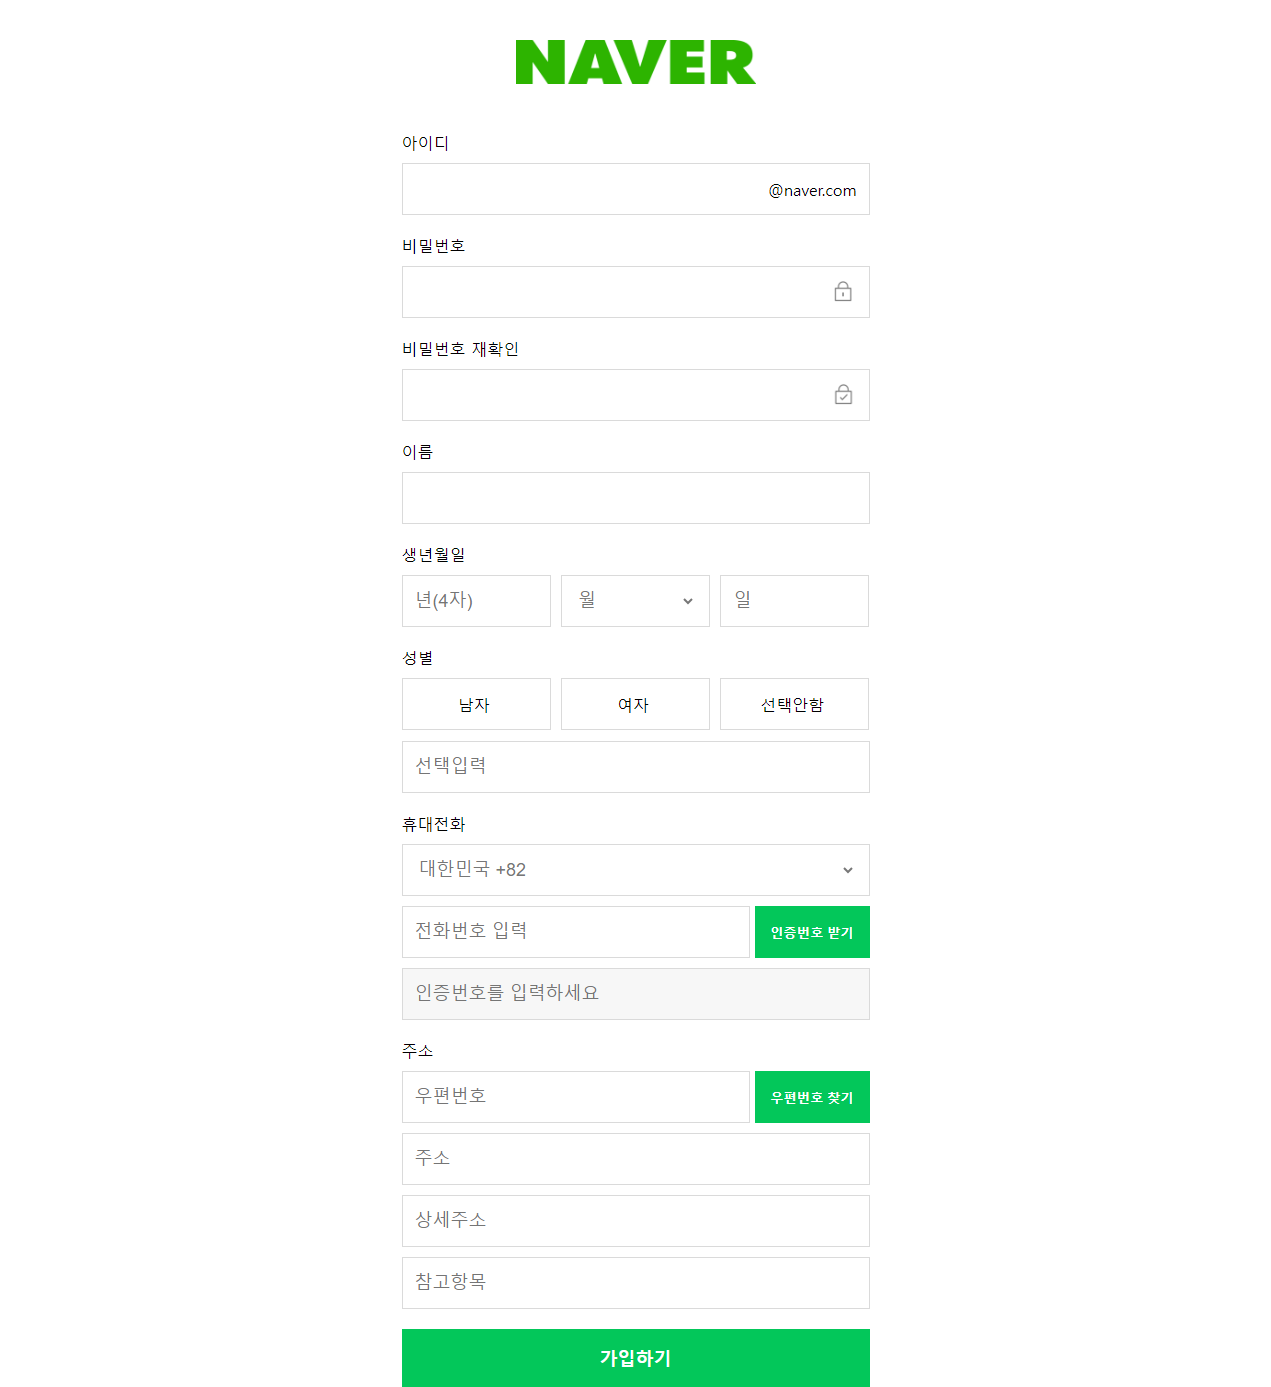 NAVER
아이디
@naver.com
비밀번호
비밀번호 재확인
이름
생년월일
년(4자) 월 일
성별
남자 여자 선택안함
선택입력
휴대전화
대한민국 +82
전화번호 입력 인증번호 받기
인증번호를 입력하세요
주소
우편번호 우편번호 찾기
주소
상세주소
참고항목
가입하기